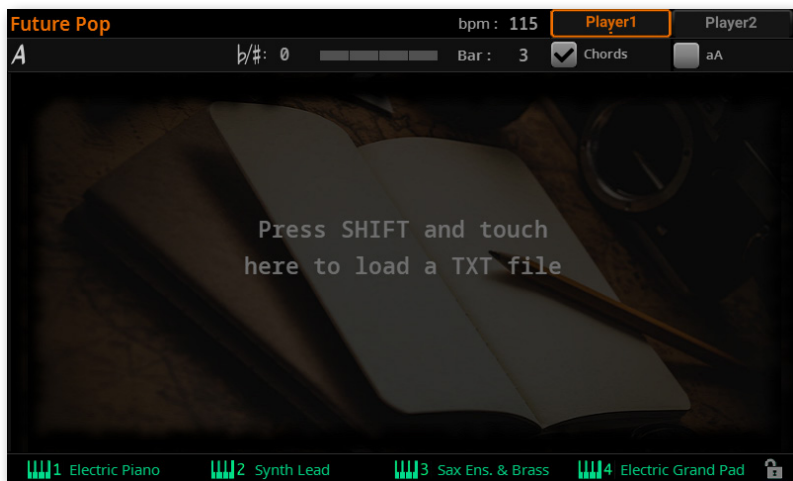 Future Pop bpm : 115 Player1 Player2
A b/#: 0 Bar : 3 Chords aA
Press SHIFT and touch
here to load a TXT file
1 Electric Piano 2 Synth Lead 3 Sax Ens. & Brass 4 Electric Grand Pad